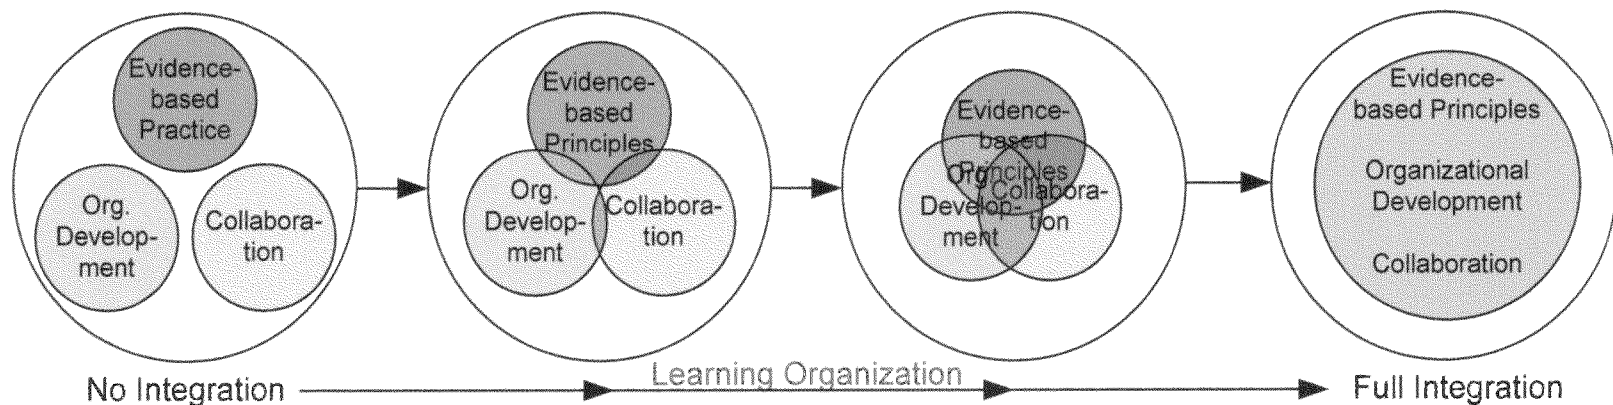 Evidence-
based
Practice
Org.
Develop-
ment
Collabora-
tion
Evidence-
based
Principles
Org.
Develop-
ment
Collabora-
tion
Evidence-
based
Principles
Org.
Develop-
ment
Collabora-
tion
Evidence-
based Principles
Organizational
Development
Collaboration
No Integration
Learning Organization
Full Integration